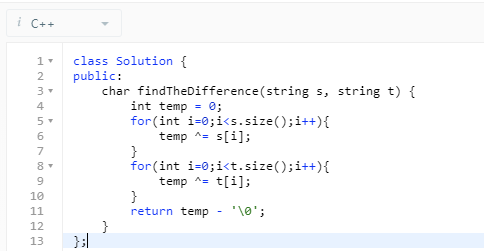 i C++
1 class Solution {
2 public:
3     char findTheDifference(string s, string t) {
4         int temp = 0;
5         for(int i=0;i<s.size();i++){
6             temp ^= s[i];
7         }
8         for(int i=0;i<t.size();i++){
9             temp ^= t[i];
10         }
11         return temp - '\0';
12     }
13 };